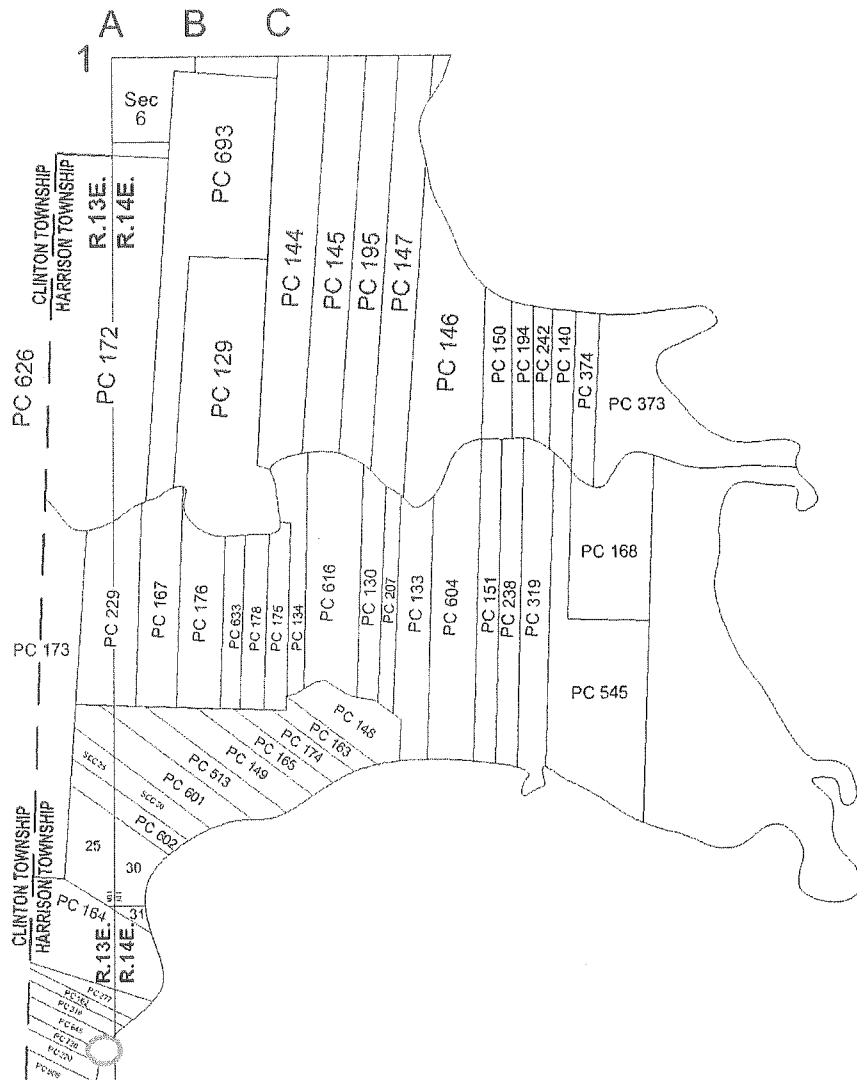 A B C
1
Sec
6
PC 693
CLINTON TOWNSHIP
HARRISON TOWNSHIP
R.13E.
R.14E.
PC 144
PC 145
PC 195
PC 147
PC 172
PC 626
PC 129
PC 146
PC 150
PC 194
PC 242
PC 140
PC 374
PC 373
PC 168
PC 173
PC 229
PC 167
PC 176
PC 633
PC 178
PC 175
PC 134
PC 616
PC 130
PC 207
PC 133
PC 604
PC 151
PC 238
PC 319
PC 545
PC 148
PC 163
PC 174
PC 165
PC 149
PC 513
PC 601
SEC 30
PC 602
25
30
31
PC 164
CLINTON TOWNSHIP
HARRISON TOWNSHIP
R.13E.
R.14E.
PC 277